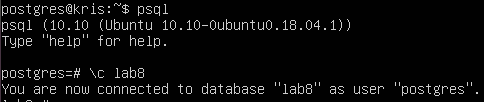 postgres@kris:~$ psql
psql (10.10 (Ubuntu 10.10-0ubuntu0.18.04.1))
Type "help" for help.
postgres=# \c lab8
You are now connected to database "lab8" as user "postgres".